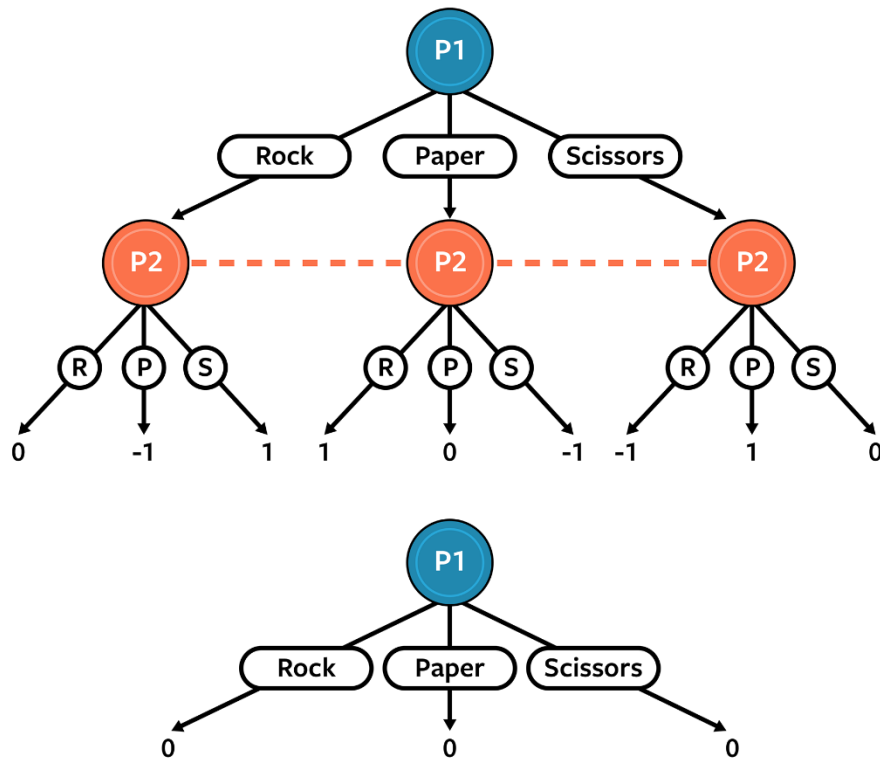 P1
Rock Paper Scissors
P2 P2 P2
R P S R P S R P S
0 -1 1 1 0 -1 -1 1 0
P1
Rock Paper Scissors
0 0 0